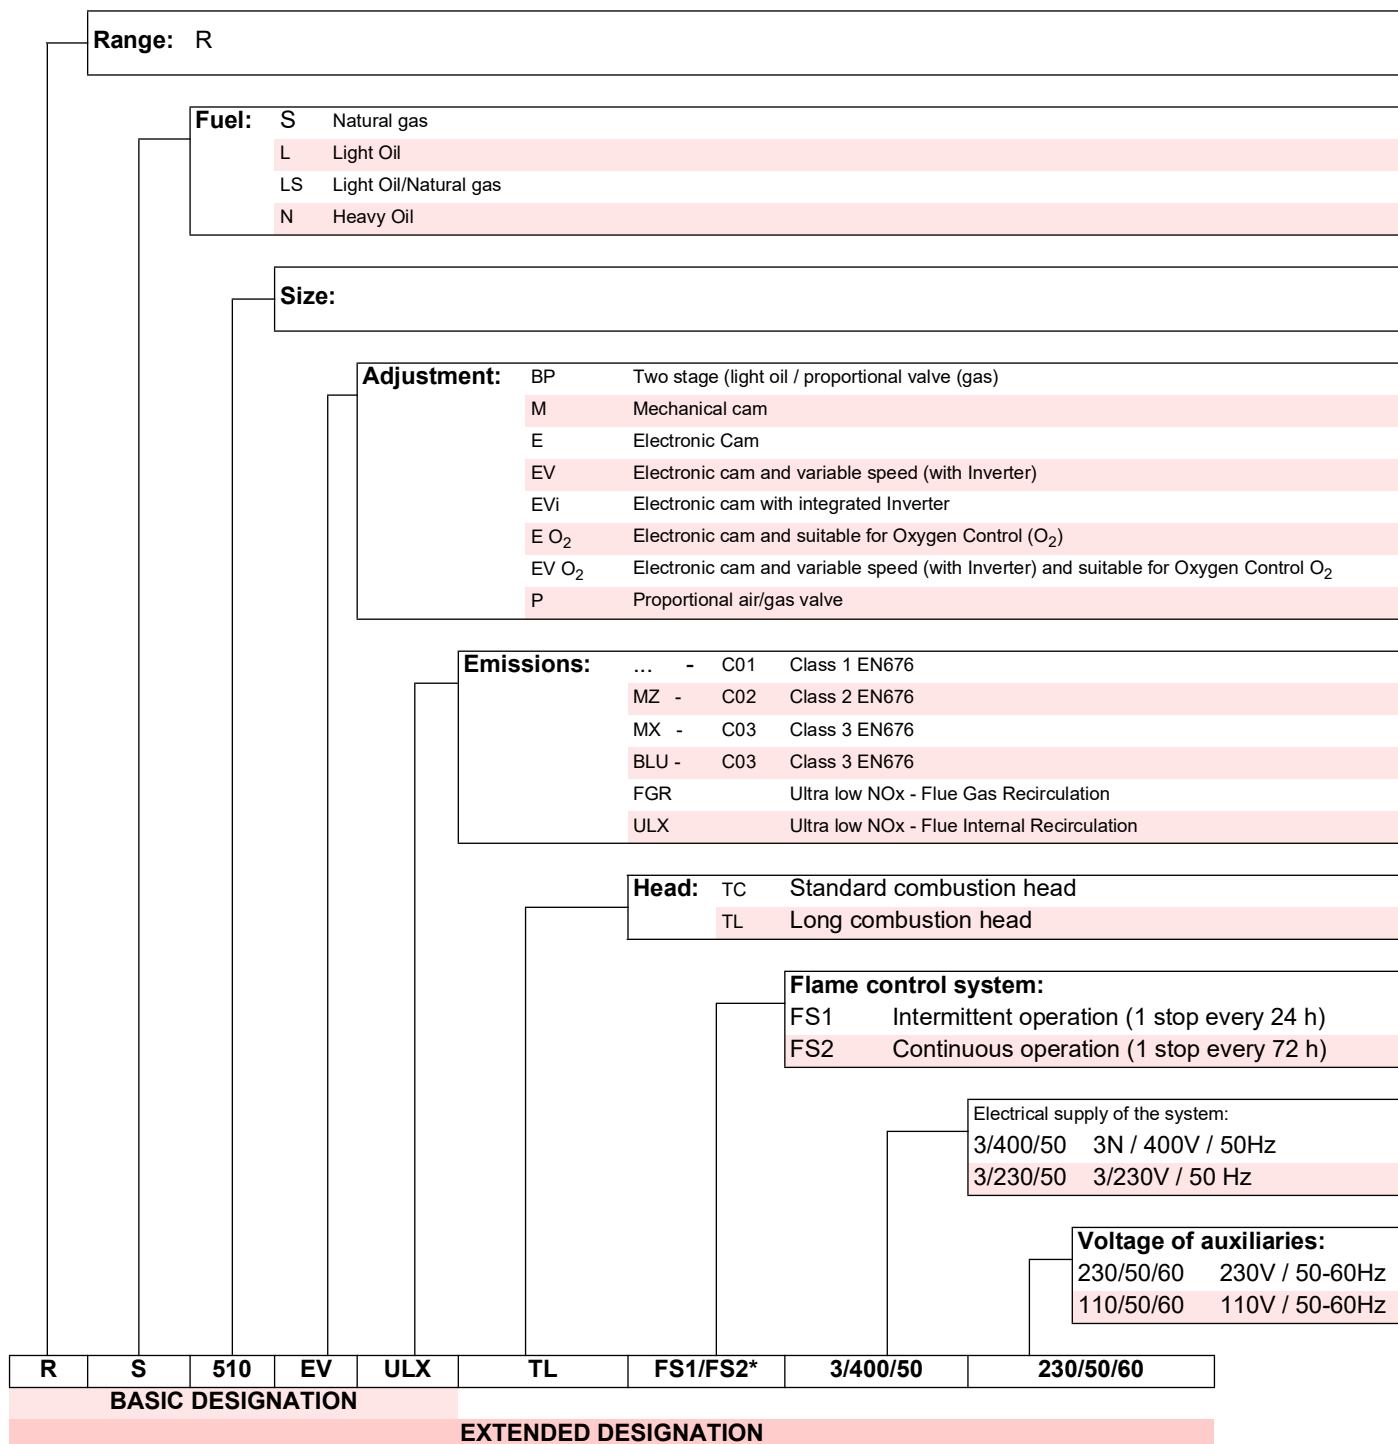 Range: R
Fuel: S Natural gas
L Light Oil
LS Light Oil/Natural gas
N Heavy Oil
Size:
Adjustment: BP Two stage (light oil / proportional valve (gas)
M Mechanical cam
E Electronic Cam
EV Electronic cam and variable speed (with Inverter)
EVi Electronic cam with integrated Inverter
E O2 Electronic cam and suitable for Oxygen Control (O2)
EV O2 Electronic cam and variable speed (with Inverter) and suitable for Oxygen Control O2
P Proportional air/gas valve
Emissions: ... - C01 Class 1 EN676
MZ - C02 Class 2 EN676
MX - C03 Class 3 EN676
BLU - C03 Class 3 EN676
FGR Ultra low NOx - Flue Gas Recirculation
ULX Ultra low NOx - Flue Internal Recirculation
Head: TC Standard combustion head
TL Long combustion head
Flame control system:
FS1 Intermittent operation (1 stop every 24 h)
FS2 Continuous operation (1 stop every 72 h)
Electrical supply of the system:
3/400/50 3N / 400V / 50Hz
3/230/50 3/230V / 50 Hz
Voltage of auxiliaries:
230/50/60 230V / 50-60Hz
110/50/60 110V / 50-60Hz
R S 510 EV ULX TL FS1/FS2* 3/400/50 230/50/60
BASIC DESIGNATION
EXTENDED DESIGNATION